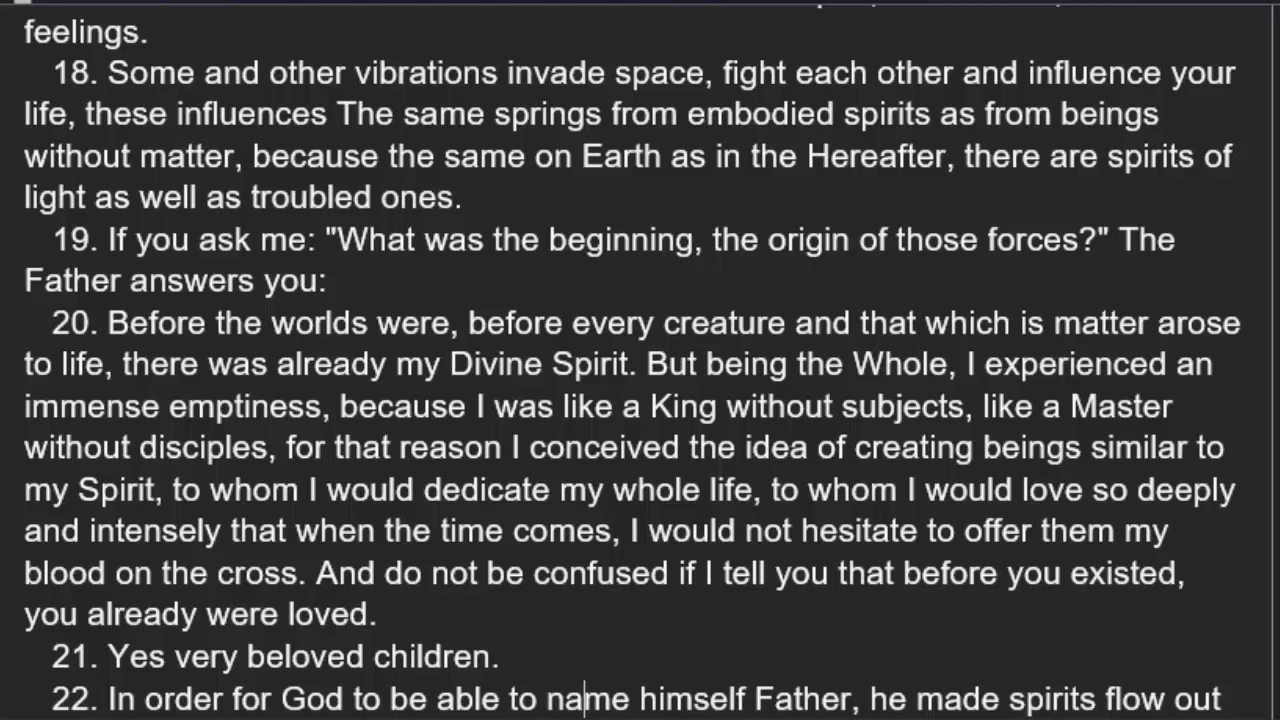 feelings.
18. Some and other vibrations invade space, fight each other and influence your
life, these influences The same springs from embodied spirits as from beings
without matter, because the same on Earth as in the Hereafter, there are spirits of
light as well as troubled ones.
19. If you ask me: "What was the beginning, the origin of those forces?" The
Father answers you:
20. Before the worlds were, before every creature and that which is matter arose
to life, there was already my Divine Spirit. But being the Whole, I experienced an
immense emptiness, because I was like a King without subjects, like a Master
without disciples, for that reason I conceived the idea of creating beings similar to
my Spirit, to whom I would dedicate my whole life, to whom I would love so deeply
and intensely that when the time comes, I would not hesitate to offer them my
blood on the cross. And do not be confused if I tell you that before you existed,
you already were loved.
21. Yes very beloved children.
22. In order for God to be able to name himself Father, he made spirits flow out